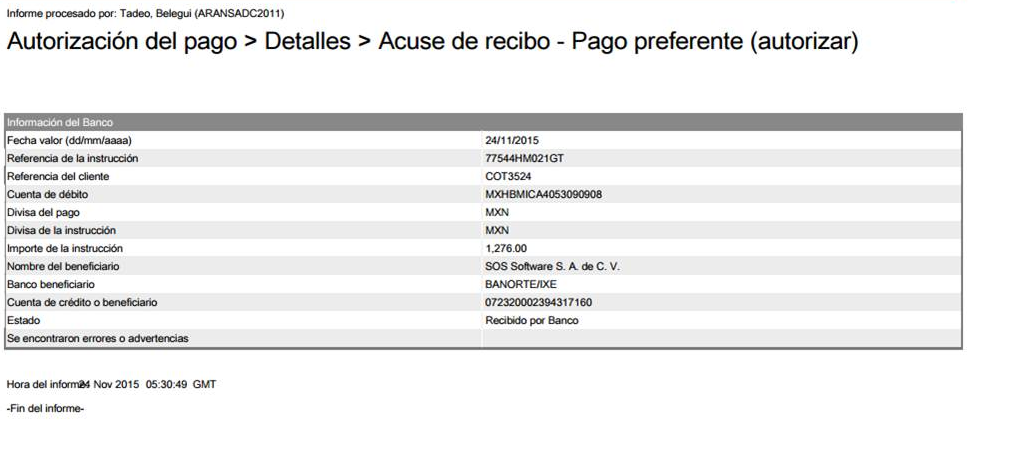 Informe procesado por: Tadeo, Belegui (ARANSADC2011)
Autorización del pago > Detalles > Acuse de recibo - Pago preferente (autorizar)
Información del Banco
Fecha valor (dd/mm/aaaa) 24/11/2015
Referencia de la instrucción 77544HM021GT
Referencia del cliente COT3524
Cuenta de débito MXHBMICA4053090908
Divisa del pago MXN
Divisa de la instrucción MXN
Importe de la instrucción 1,276.00
Nombre del beneficiario SOS Software S. A. de C. V.
Banco beneficiario BANORTE/IXE
Cuenta de crédito o beneficiario 072320002394317160
Estado Recibido por Banco
Se encontraron errores o advertencias
Hora del informe 24 Nov 2015 05:30:49 GMT
-Fin del informe-